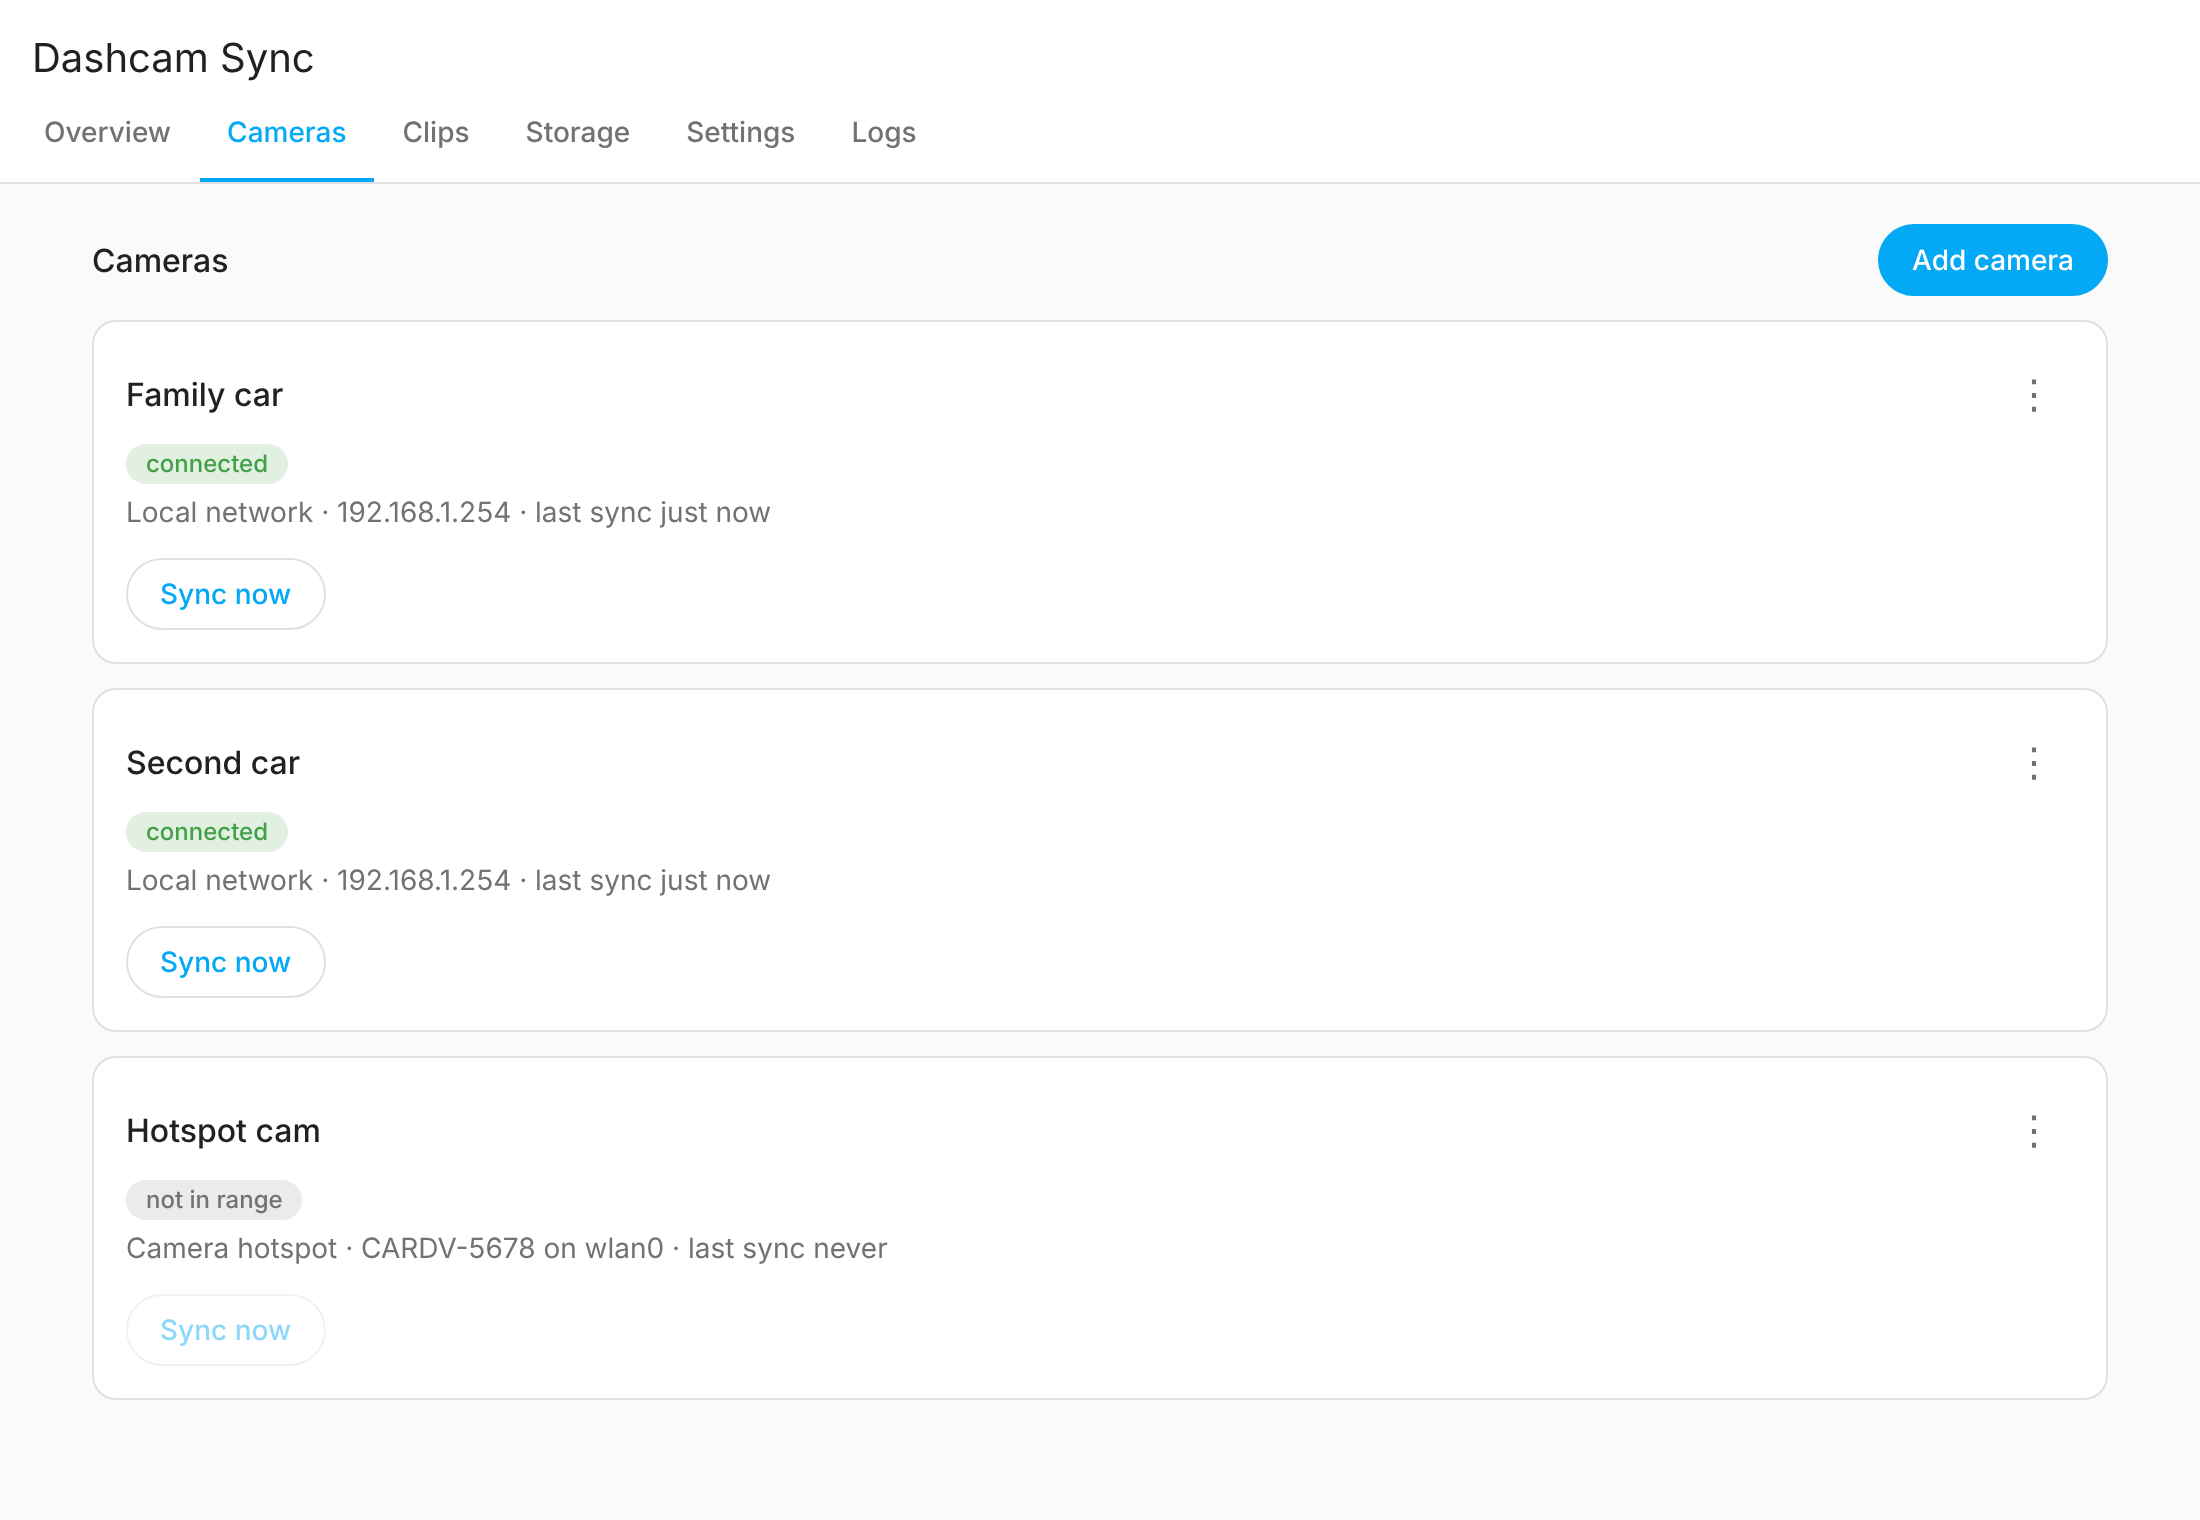 Dashcam Sync
Overview Cameras Clips Storage Settings Logs
Cameras
Add camera
Family car
connected
Local network · 192.168.1.254 · last sync just now
Sync now
Second car
connected
Local network · 192.168.1.254 · last sync just now
Sync now
Hotspot cam
not in range
Camera hotspot · CARDV-5678 on wlan0 · last sync never
Sync now